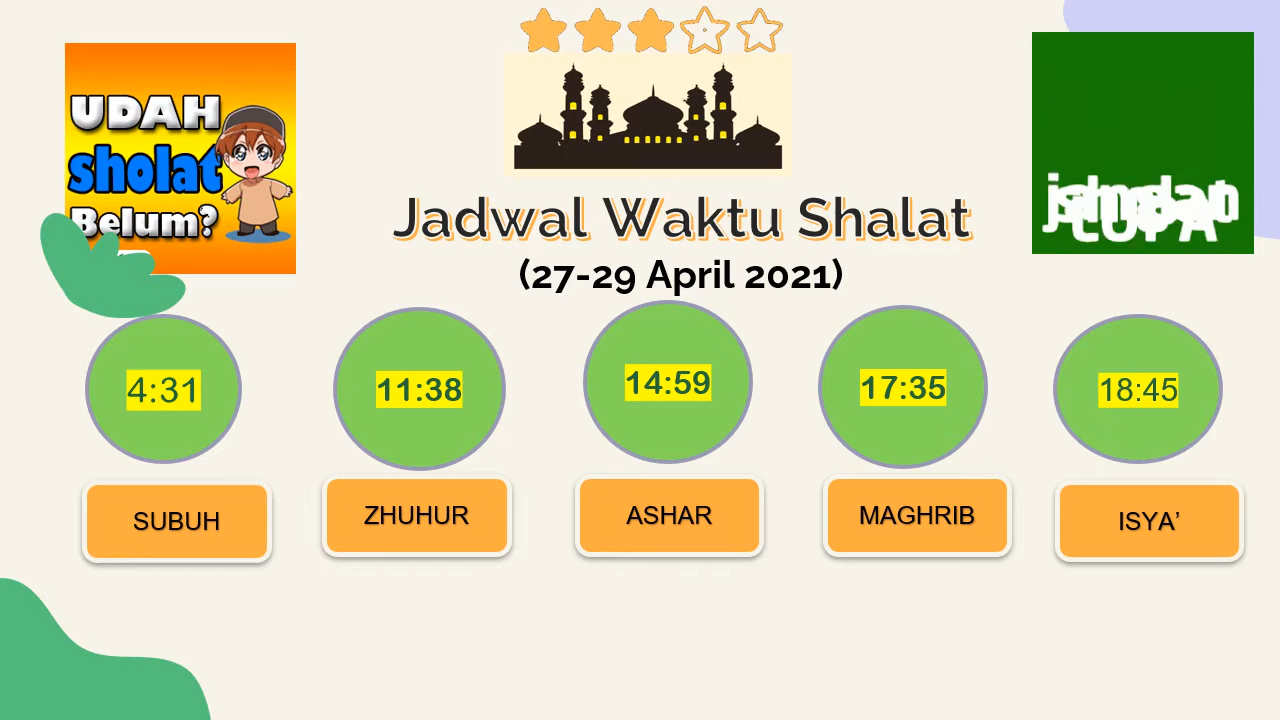 UDAH
sholat
Belum?
Jadwal Waktu Shalat
(27-29 April 2021)
4:31
11:38
14:59
17:35
18:45
SUBUH
ZHUHUR
ASHAR
MAGHRIB
ISYA’